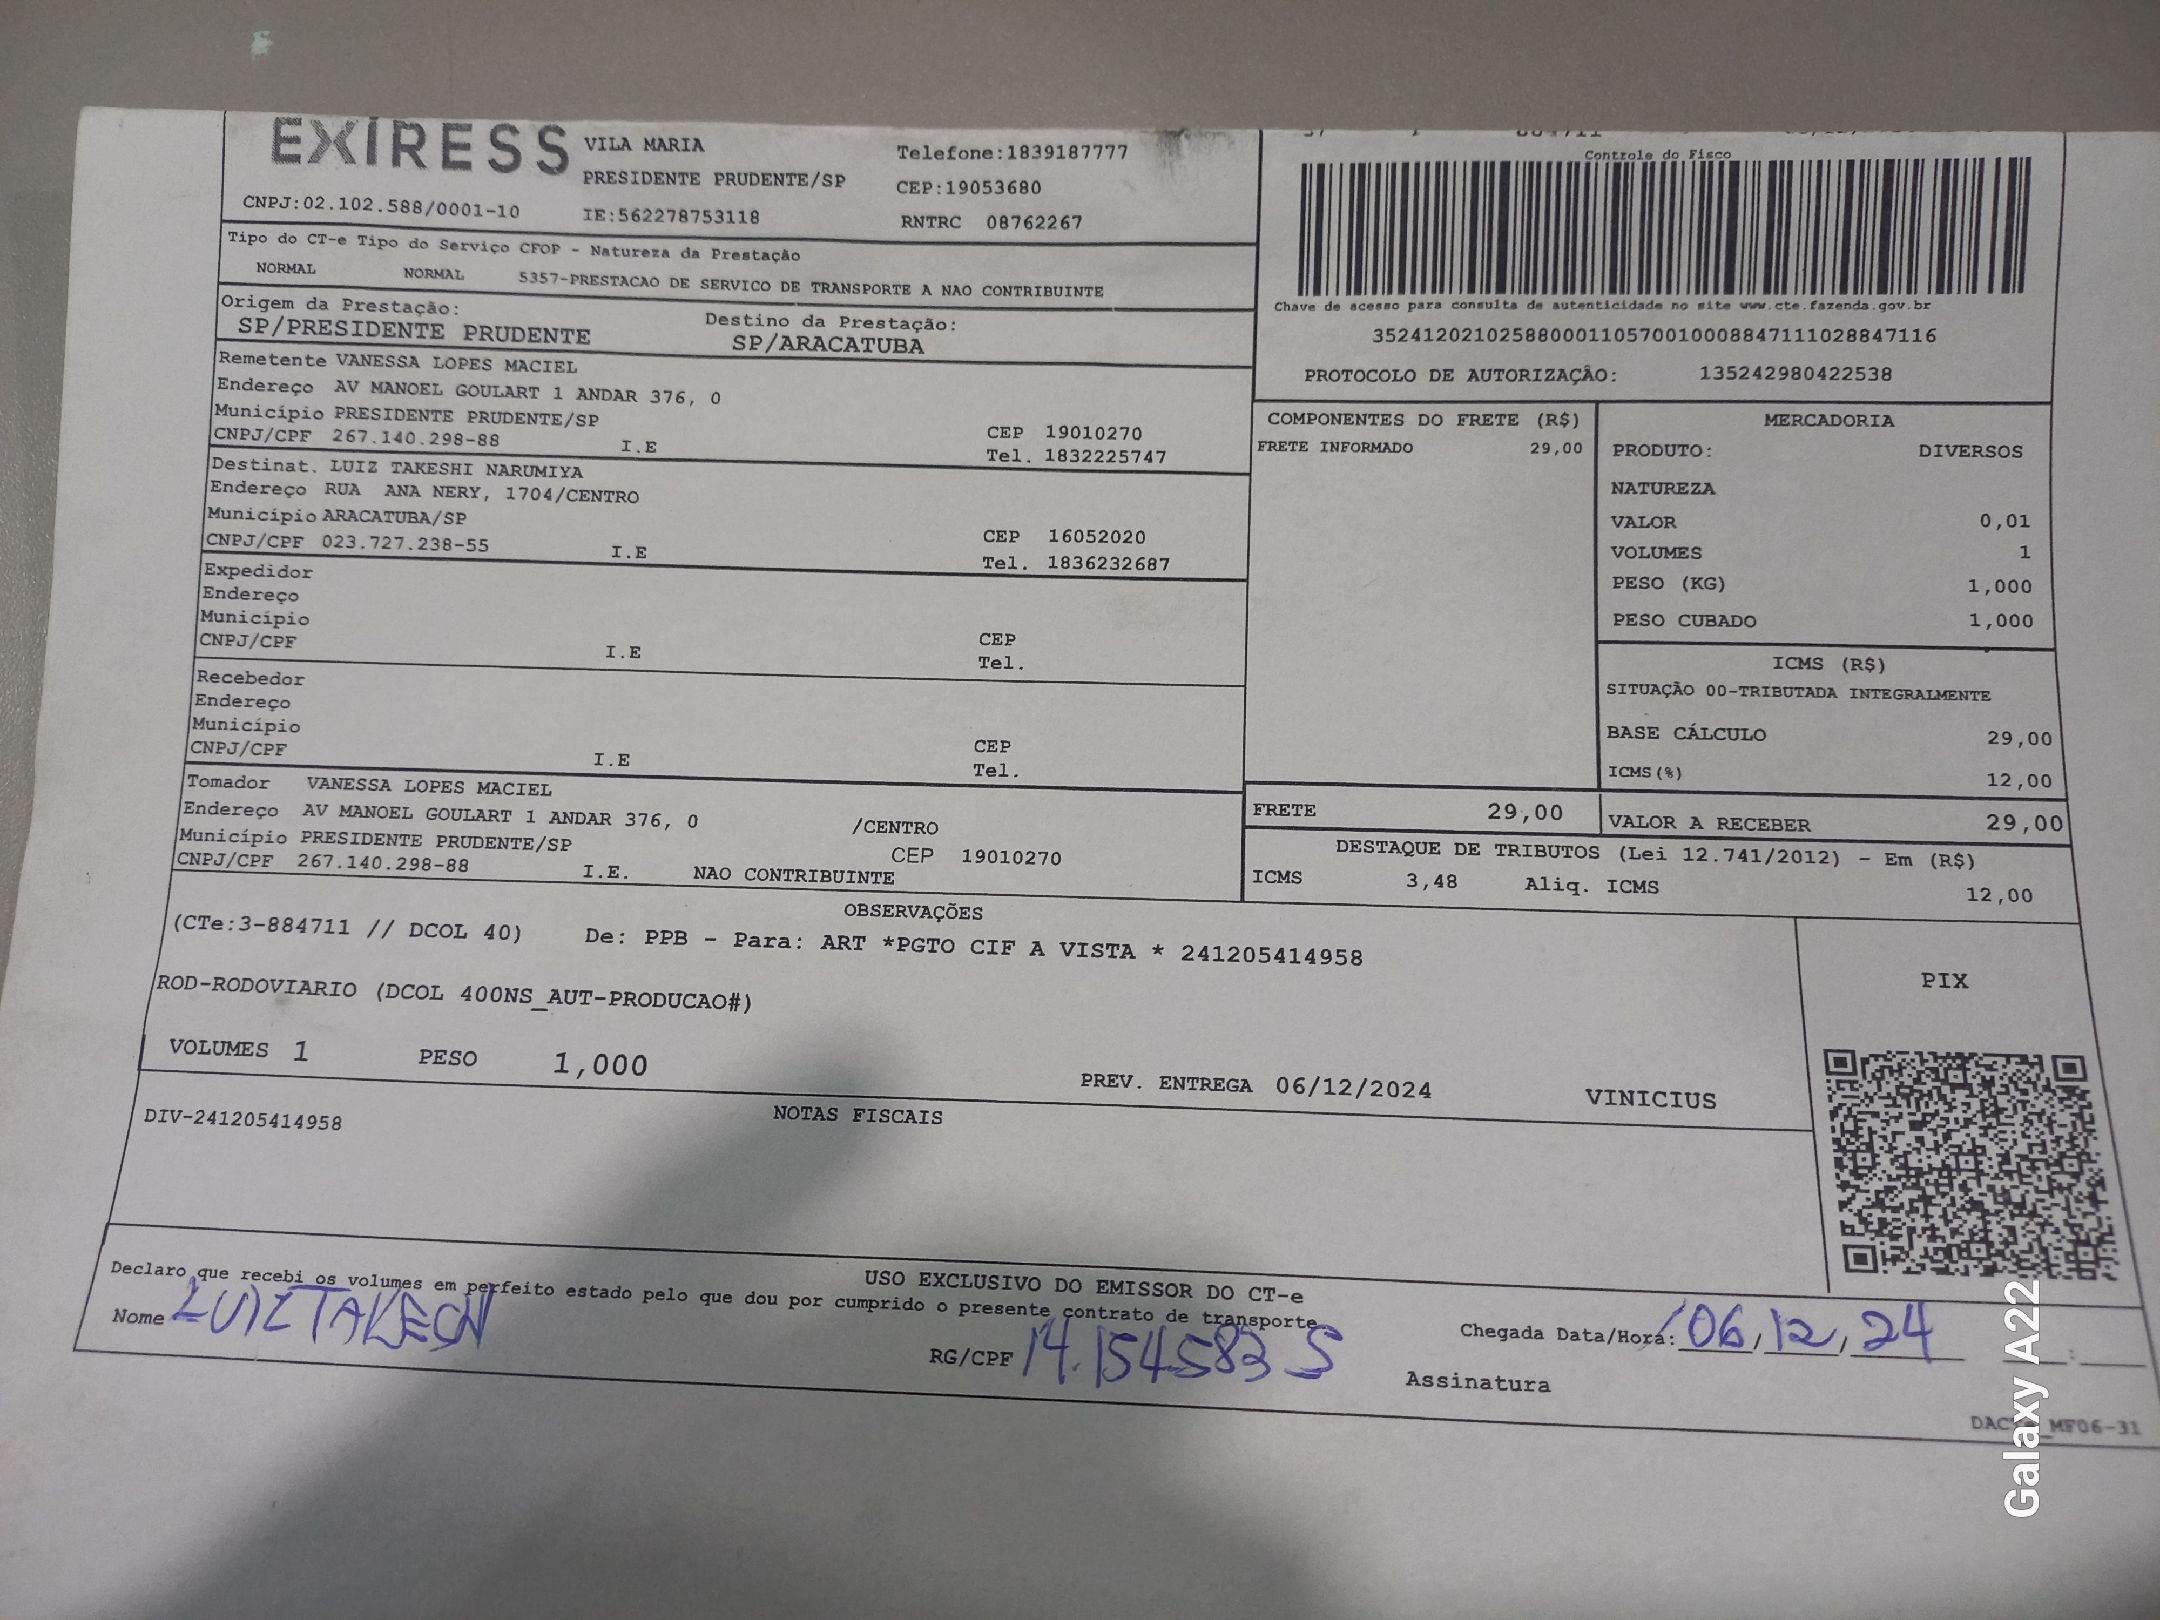 EXIRESS
VILA MARIA
PRESIDENTE PRUDENTE/SP
CNPJ:02.102.588/0001-10 IE:562278753118
Telefone:1839187777
CEP:19053680
RNTRC 08762267
Tipo do CT-e Tipo do Serviço CFOP - Natureza da Prestação
NORMAL NORMAL 5357-PRESTACAO DE SERVICO DE TRANSPORTE A NAO CONTRIBUINTE
Origem da Prestação: Destino da Prestação:
SP/PRESIDENTE PRUDENTE SP/ARACATUBA
Remetente VANESSA LOPES MACIEL
Endereço AV MANOEL GOULART 1 ANDAR 376, 0
Município PRESIDENTE PRUDENTE/SP CEP 19010270
CNPJ/CPF 267.140.298-88 I.E Tel. 1832225747
Destinat. LUIZ TAKESHI NARUMIYA
Endereço RUA ANA NERY, 1704/CENTRO
Município ARACATUBA/SP CEP 16052020
CNPJ/CPF 023.727.238-55 I.E Tel. 1836232687
Expedidor
Endereço
Município CEP
CNPJ/CPF I.E Tel.
Recebedor
Endereço
Município CEP
CNPJ/CPF I.E Tel.
Tomador VANESSA LOPES MACIEL
Endereço AV MANOEL GOULART 1 ANDAR 376, 0 /CENTRO
Município PRESIDENTE PRUDENTE/SP CEP 19010270
CNPJ/CPF 267.140.298-88 I.E. NAO CONTRIBUINTE
Controle do Fisco
Chave de acesso para consulta de autenticidade no site www.cte.fazenda.gov.br
35241202102588000110570010008847111028847116
PROTOCOLO DE AUTORIZAÇÃO: 135242980422538
COMPONENTES DO FRETE (R$)
FRETE INFORMADO 29,00
MERCADORIA
PRODUTO: DIVERSOS
NATUREZA
VALOR 0,01
VOLUMES 1
PESO (KG) 1,000
PESO CUBADO 1,000
ICMS (R$)
SITUAÇÃO 00-TRIBUTADA INTEGRALMENTE
BASE CÁLCULO 29,00
ICMS(%) 12,00
FRETE 29,00 VALOR A RECEBER 29,00
DESTAQUE DE TRIBUTOS (Lei 12.741/2012) - Em (R$)
ICMS 3,48 Aliq. ICMS 12,00
OBSERVAÇÕES
(CTe:3-884711 // DCOL 40) De: PPB - Para: ART *PGTO CIF A VISTA * 241205414958
ROD-RODOVIARIO (DCOL 400NS_AUT-PRODUCAO#)
PIX
VOLUMES 1 PESO 1,000 PREV. ENTREGA 06/12/2024 VINICIUS
NOTAS FISCAIS
DIV-241205414958
USO EXCLUSIVO DO EMISSOR DO CT-e
Declaro que recebi os volumes em perfeito estado pelo que dou por cumprido o presente contrato de transporte
Nome LUIZ TAKESH RG/CPF 14.154583 S Chegada Data/Hora: 06/12/24 :
Assinatura
MF06-31
Galaxy A22